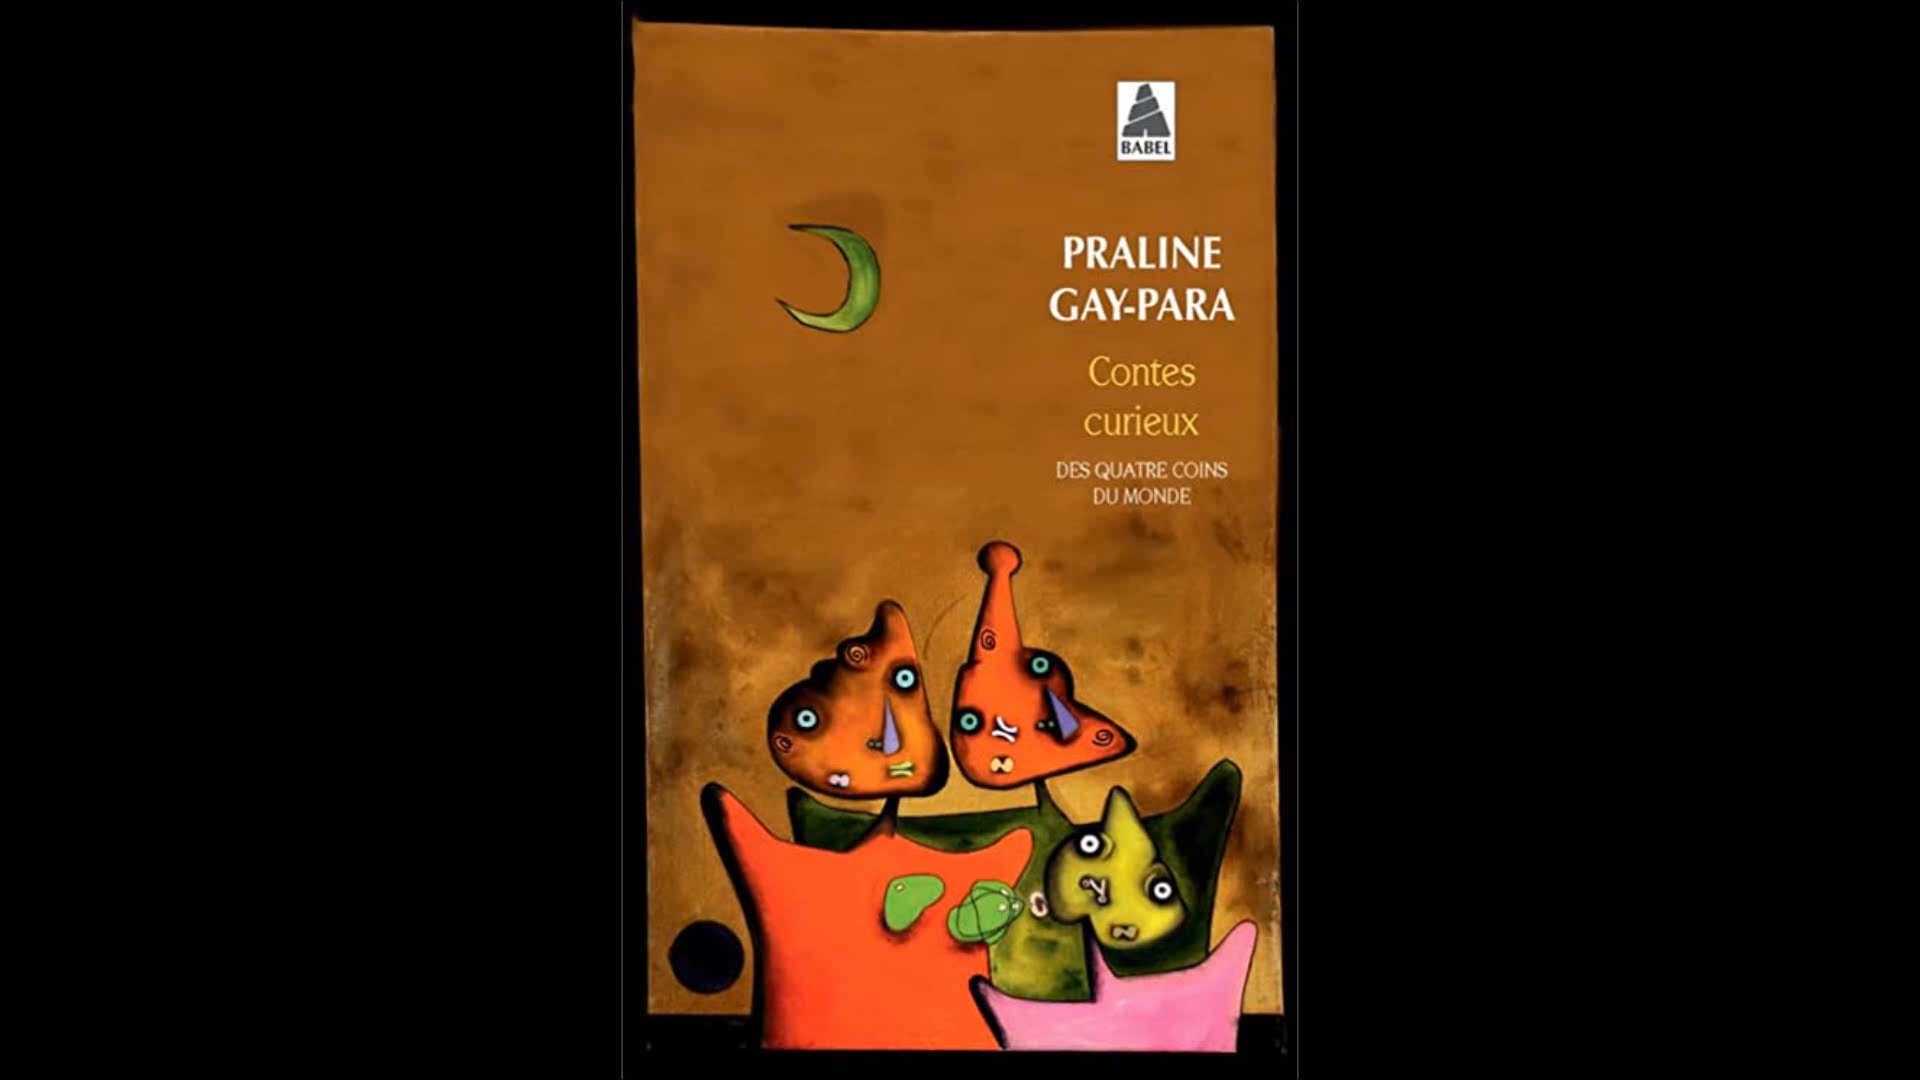 BABEL
PRALINE
GAY-PARA
Contes
curieux
DES QUATRE COINS
DU MONDE